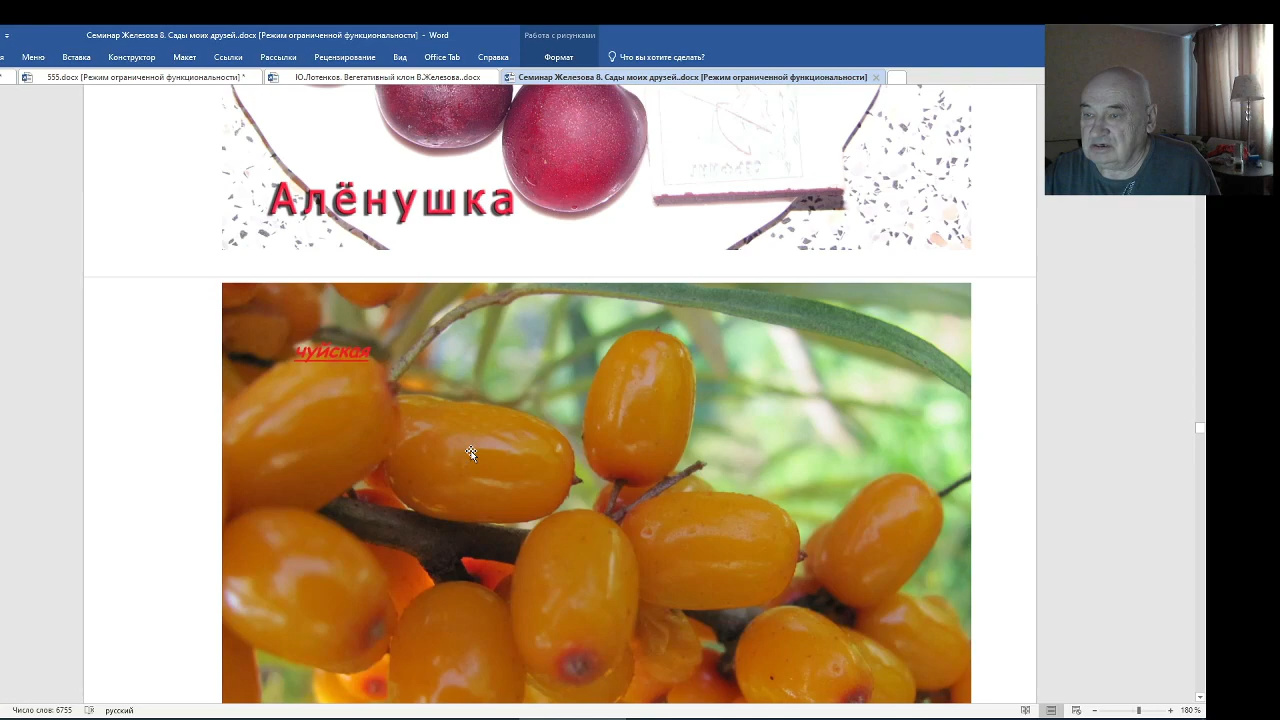 Семинар Железова 8. Сады моих друзей..docx [Режим ограниченной функциональности] - Word
Работа с рисунками
Меню Вставка Конструктор Макет Ссылки Рассылки Рецензирование Вид Office Tab Справка Формат Что вы хотите сделать?
555.docx [Режим ограниченной функциональности] * Ю.Лотенков. Вегетативный клон В.Железова..docx Семинар Железова 8. Сады моих друзей..docx [Режим ограниченной функциональности]
Алёнушка
чуйская
Число слов: 6755 русский 180 %